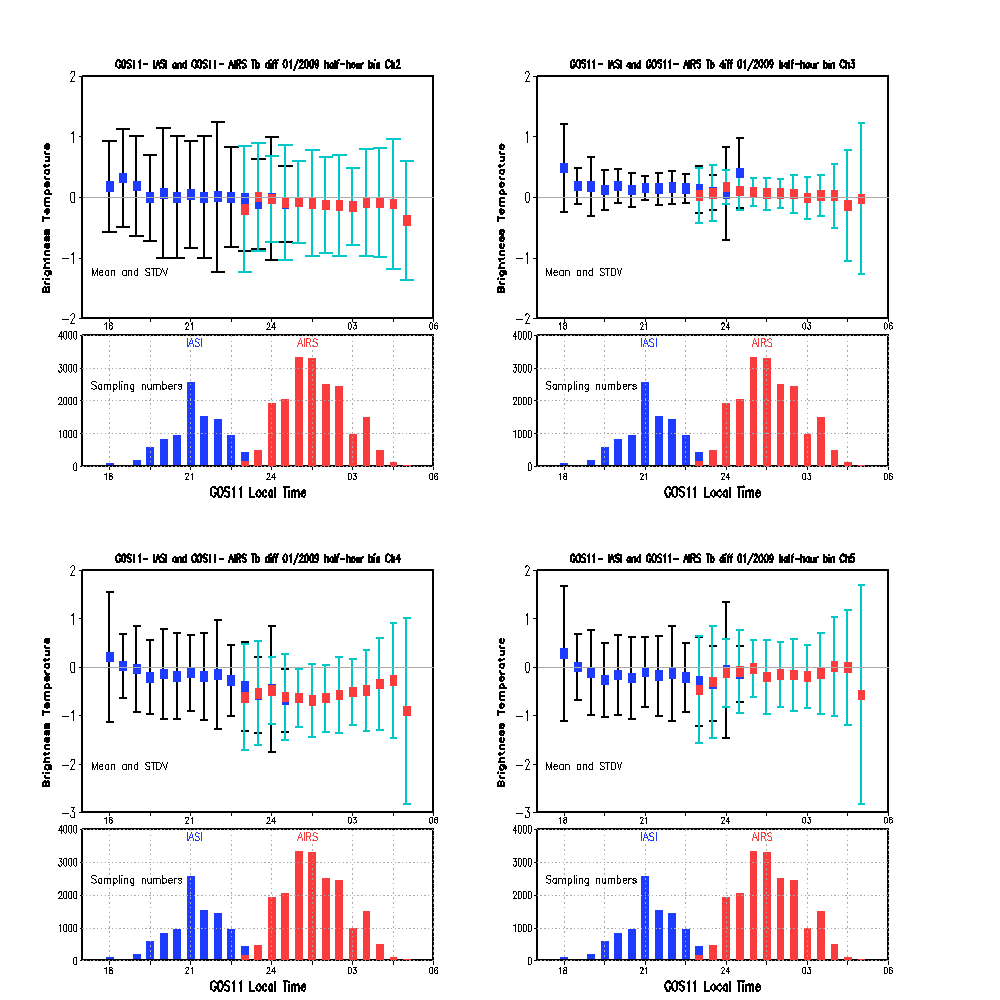 GOS11- IASI and GOS11- AIRS Tb diff 01/2009 half-hour bin Ch2
2
1
0
-1
-2
Brightness Temperature
Mean and STDV
18 21 24 03 06
4000
3000
2000
1000
0
IASI AIRS
Sampling numbers
18 21 24 03 06
GOS11 Local Time
GOS11- IASI and GOS11- AIRS Tb diff 01/2009 half-hour bin Ch3
2
1
0
-1
-2
Brightness Temperature
Mean and STDV
18 21 24 03 06
4000
3000
2000
1000
0
IASI AIRS
Sampling numbers
18 21 24 03 06
GOS11 Local Time
GOS11- IASI and GOS11- AIRS Tb diff 01/2009 half-hour bin Ch4
2
1
0
-1
-2
-3
Brightness Temperature
Mean and STDV
18 21 24 03 06
4000
3000
2000
1000
0
IASI AIRS
Sampling numbers
18 21 24 03 06
GOS11 Local Time
GOS11- IASI and GOS11- AIRS Tb diff 01/2009 half-hour bin Ch5
2
1
0
-1
-2
-3
Brightness Temperature
Mean and STDV
18 21 24 03 06
4000
3000
2000
1000
0
IASI AIRS
Sampling numbers
18 21 24 03 06
GOS11 Local Time